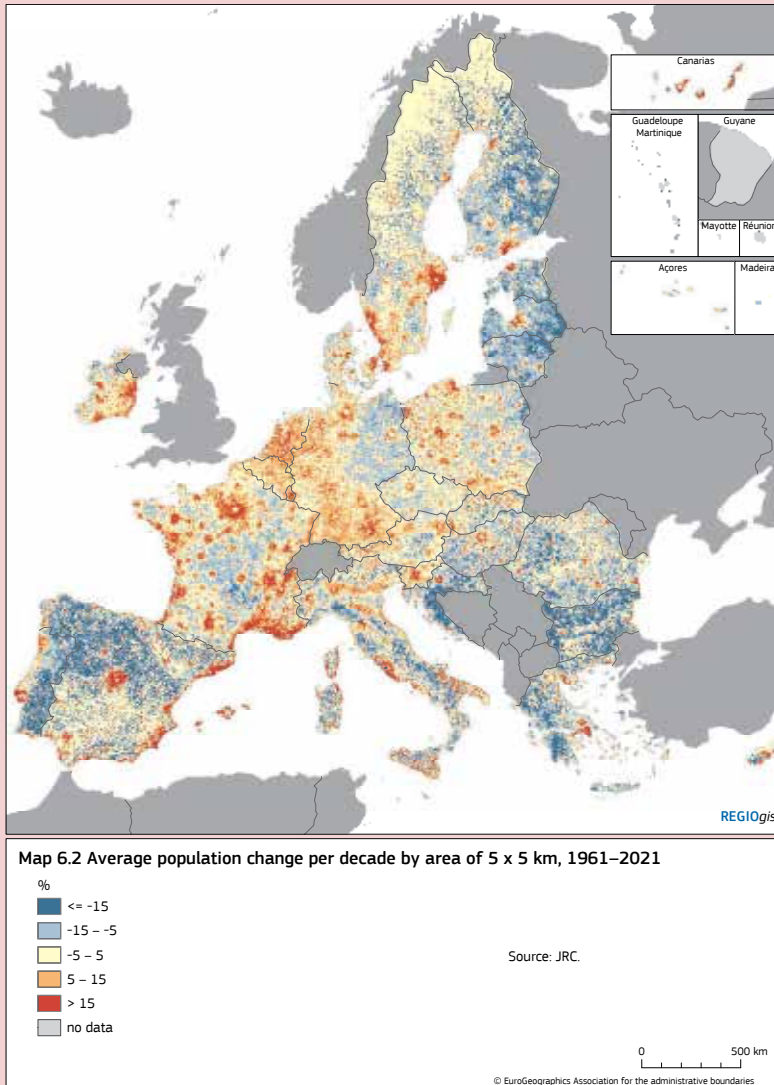 Canarias
Guadeloupe
Martinique
Guyane
Mayotte
Réunion
Açores
Madeira
REGIOgis
Map 6.2 Average population change per decade by area of 5 x 5 km, 1961–2021
%
<= -15
-15 – -5
-5 – 5
5 – 15
> 15
no data
Source: JRC.
0
500 km
© EuroGeographics Association for the administrative boundaries